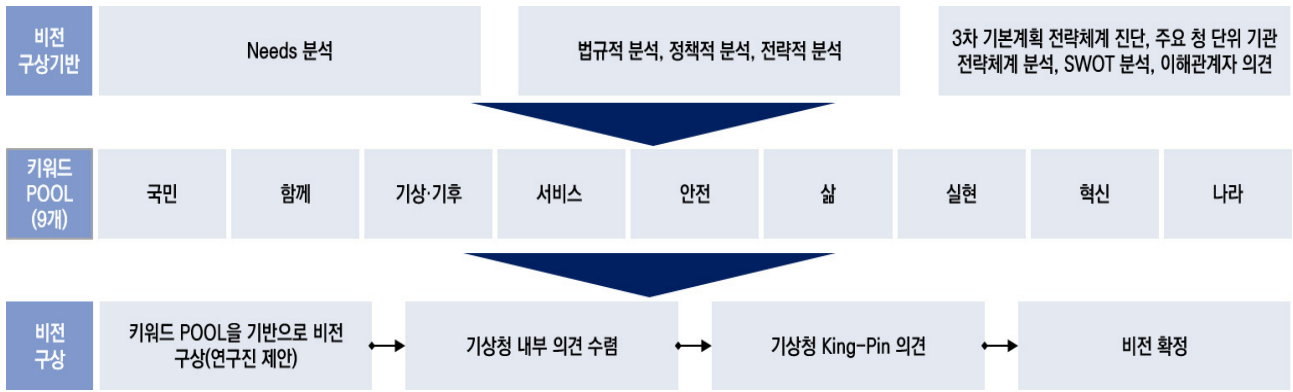 비전
구상기반
Needs 분석
법규적 분석, 정책적 분석, 전략적 분석
3차 기본계획 전략체계 진단, 주요 청 단위 기관
전략체계 분석, SWOT 분석, 이해관계자 의견
키워드
POOL
(9개)
국민
함께
기상·기후
서비스
안전
삶
실현
혁신
나라
비전
구상
키워드 POOL을 기반으로 비전
구상(연구진 제안)
기상청 내부 의견 수렴
기상청 King-Pin 의견
비전 확정